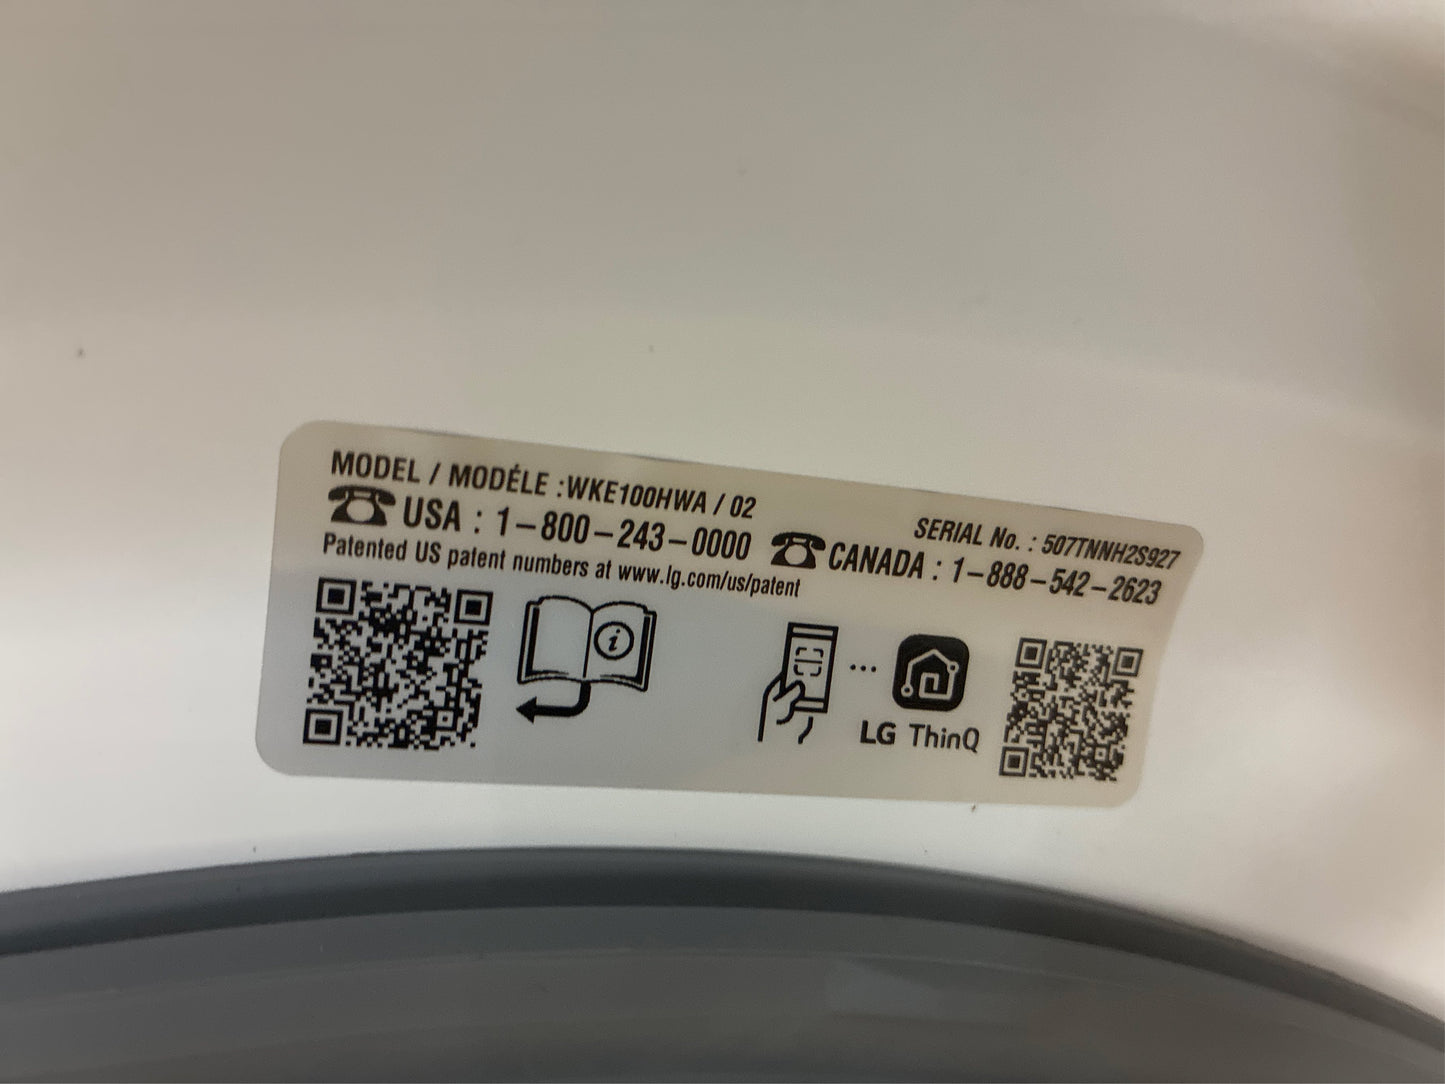 MODEL / MODÉLE :WKE100HWA / 02
SERIAL No. : 507TNNH2S927
USA : 1-800-243-0000
CANADA : 1-888-542-2623
Patented US patent numbers at www.lg.com/us/patent
i
LG ThinQ